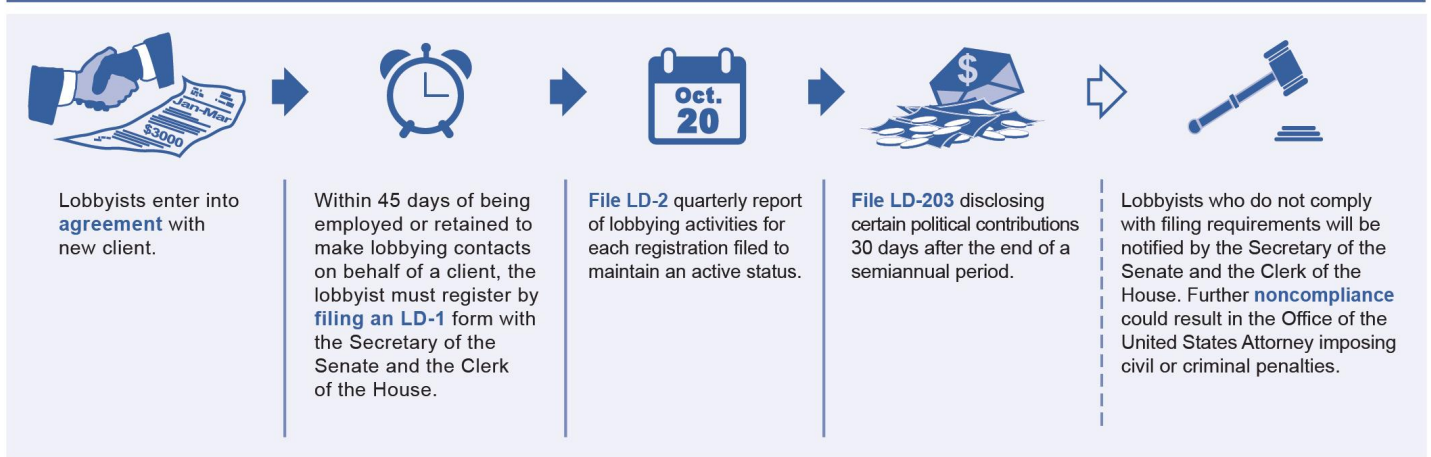 Jan-Mar
$3000
Oct.
20
$
Lobbyists enter into
agreement with
new client.
Within 45 days of being
employed or retained to
make lobbying contacts
on behalf of a client, the
lobbyist must register by
filing an LD-1 form with
the Secretary of the
Senate and the Clerk
of the House.
File LD-2 quarterly report
of lobbying activities for
each registration filed to
maintain an active status.
File LD-203 disclosing
certain political contributions
30 days after the end of a
semiannual period.
Lobbyists who do not comply
with filing requirements will be
notified by the Secretary of the
Senate and the Clerk of the
House. Further noncompliance
could result in the Office of the
United States Attorney imposing
civil or criminal penalties.